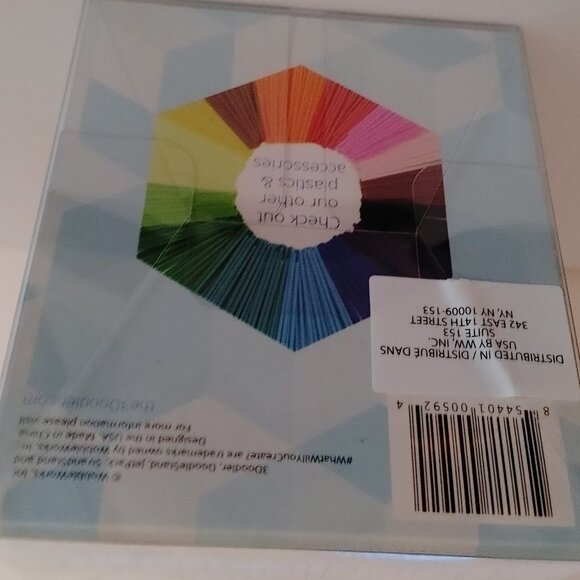 © WobbleWorks, Inc
3Doodler, DoodleStand, JetPack, StrandStand and
#WhatWillYouCreate? are trademarks owned by WobbleWorks, Inc.
Designed in the USA. Made in China
For more information please visit
the3Doodler.com
8 54401 00592 4
DISTRIBUTED IN / DISTRIBUÉ DANS
USA BY WW, INC.
SUITE 153
342 EAST 14TH STREET
NY, NY 10009-153
Check out
our other
plastics &
accessories